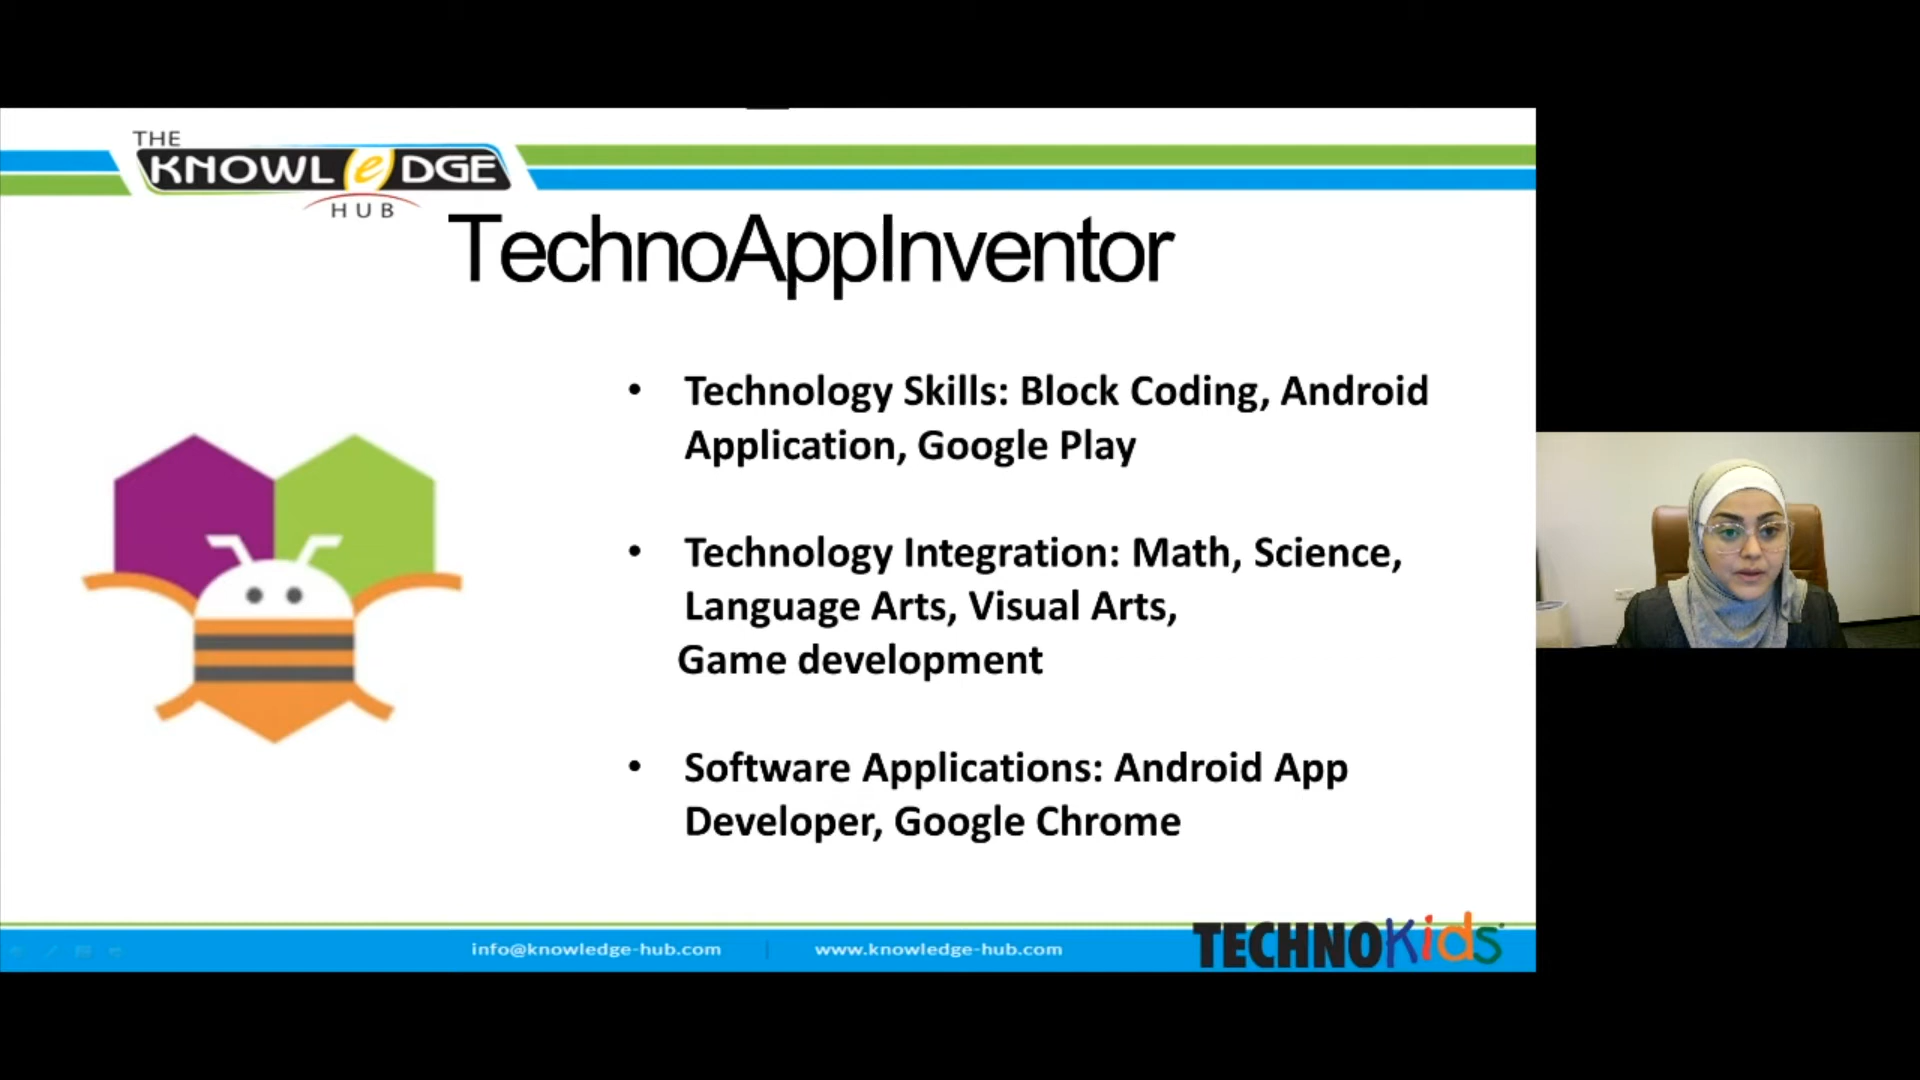 THE
KNOWLeDGE
HUB
TechnoAppInventor
• Technology Skills: Block Coding, Android
Application, Google Play
• Technology Integration: Math, Science,
Language Arts, Visual Arts,
Game development
• Software Applications: Android App
Developer, Google Chrome
info@knowledge-hub.com | www.knowledge-hub.com
TECHNOKids